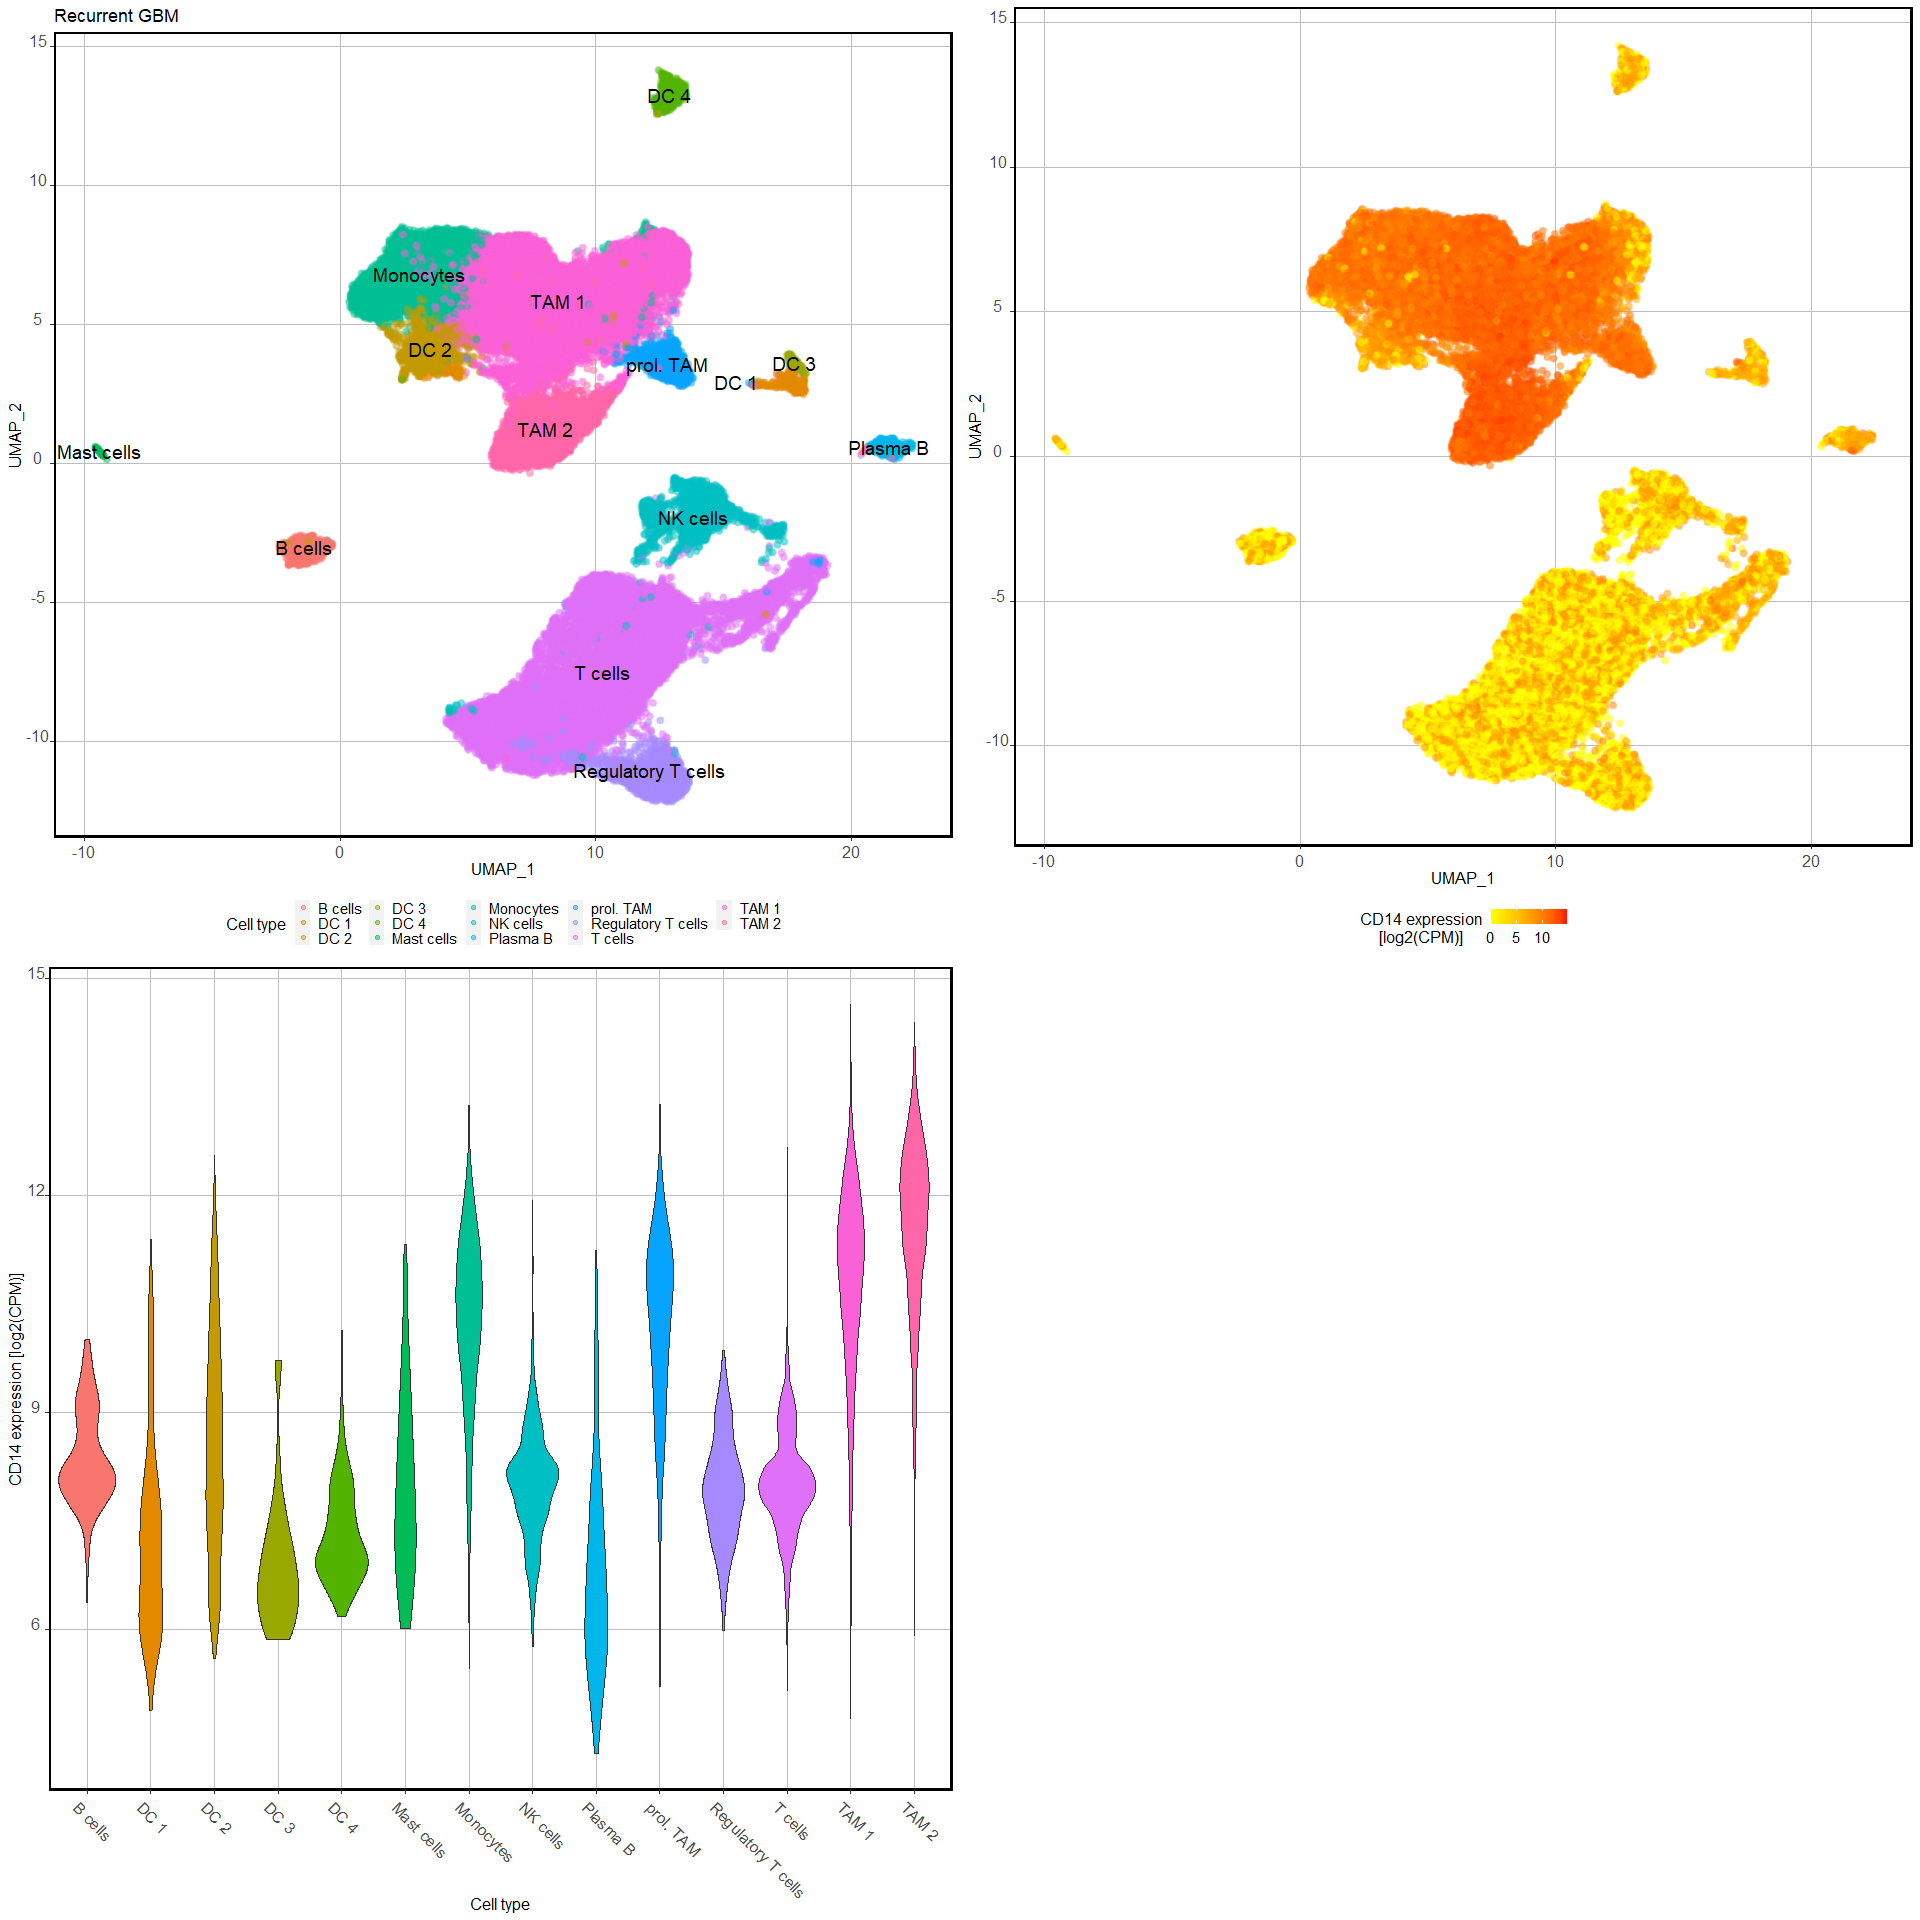 Recurrent GBM
15
10
5
0
-5
-10
UMAP_2
DC 4
Monocytes
TAM 1
DC 2
prol. TAM
DC 3
DC 1
TAM 2
Mast cells
Plasma B
NK cells
B cells
T cells
Regulatory T cells
-10 0 10 20
UMAP_1
Cell type
B cells DC 3 Monocytes prol. TAM TAM 1
DC 1 DC 4 NK cells Regulatory T cells TAM 2
DC 2 Mast cells Plasma B T cells
15
10
5
0
-5
-10
UMAP_2
-10 0 10 20
UMAP_1
CD14 expression
[log2(CPM)]
0 5 10
15
12
9
6
CD14 expression [log2(CPM)]
B cells
DC 1
DC 2
DC 3
DC 4
Mast cells
Monocytes
NK cells
Plasma B
prol. TAM
Regulatory T cells
T cells
TAM 1
TAM 2
Cell type